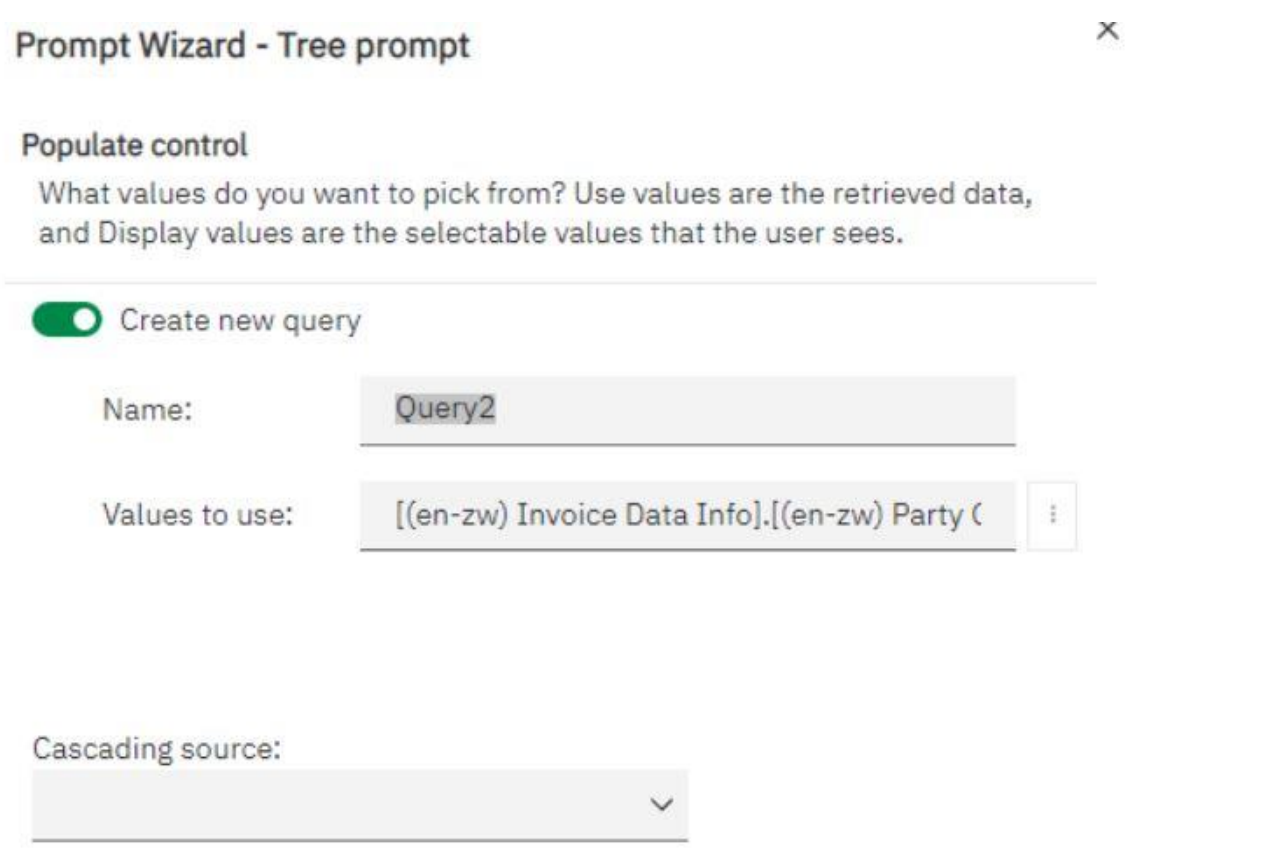 Prompt Wizard - Tree prompt
Populate control
What values do you want to pick from? Use values are the retrieved data,
and Display values are the selectable values that the user sees.
Create new query
Name:
Query2
Values to use:
[(en-zw) Invoice Data Info].[(en-zw) Party (
Cascading source: